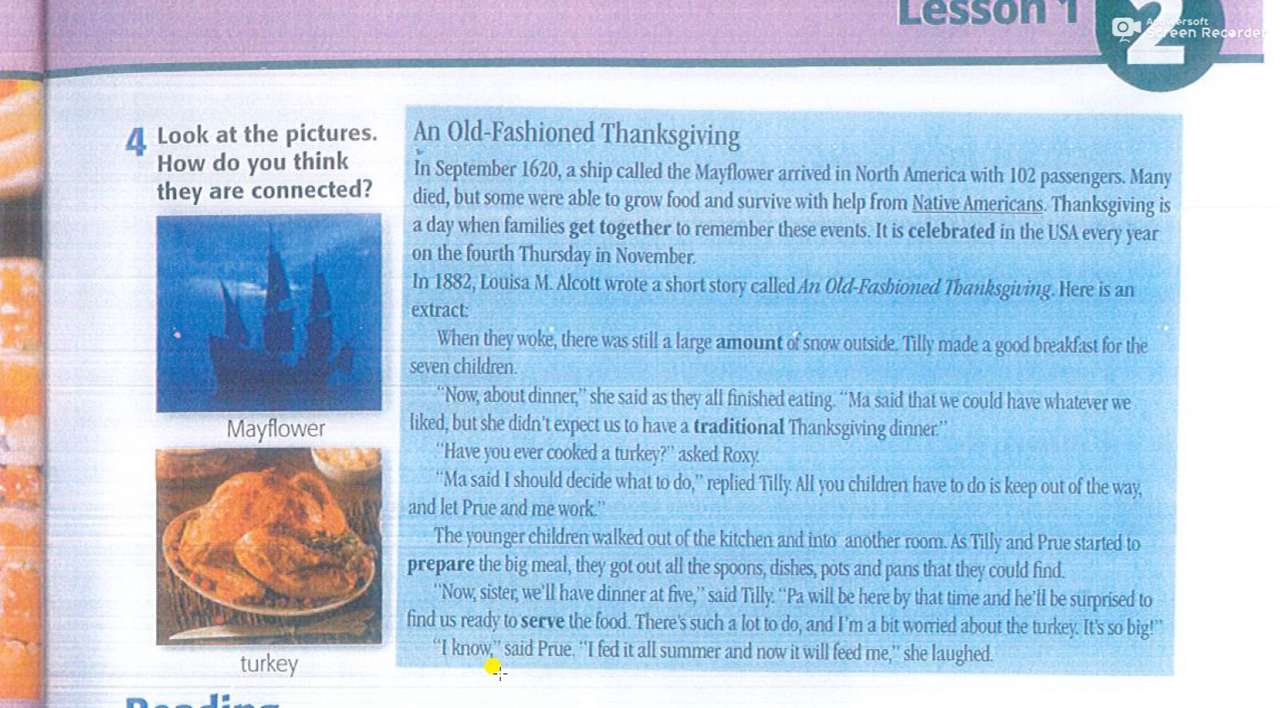 Lesson 1
2
Apowersoft
Screen Recorder
4 Look at the pictures.
How do you think
they are connected?
Mayflower
turkey
An Old-Fashioned Thanksgiving
In September 1620, a ship called the Mayflower arrived in North America with 102 passengers. Many
died, but some were able to grow food and survive with help from Native Americans. Thanksgiving is
a day when families get together to remember these events. It is celebrated in the USA every year
on the fourth Thursday in November.
In 1882, Louisa M. Alcott wrote a short story called An Old-Fashioned Thanksgiving. Here is an
extract:
When they woke, there was still a large amount of snow outside. Tilly made a good breakfast for the
seven children.
"Now, about dinner," she said as they all finished eating. "Ma said that we could have whatever we
liked, but she didn't expect us to have a traditional Thanksgiving dinner."
"Have you ever cooked a turkey?" asked Roxy.
"Ma said I should decide what to do," replied Tilly. All you children have to do is keep out of the way,
and let Prue and me work."
The younger children walked out of the kitchen and into another room. As Tilly and Prue started to
prepare the big meal, they got out all the spoons, dishes, pots and pans that they could find.
"Now, sister, we'll have dinner at five," said Tilly. "Pa will be here by that time and he'll be surprised to
find us ready to serve the food. There's such a lot to do, and I'm a bit worried about the turkey. It's so big!"
"I know," said Prue. "I fed it all summer and now it will feed me," she laughed.
Reading